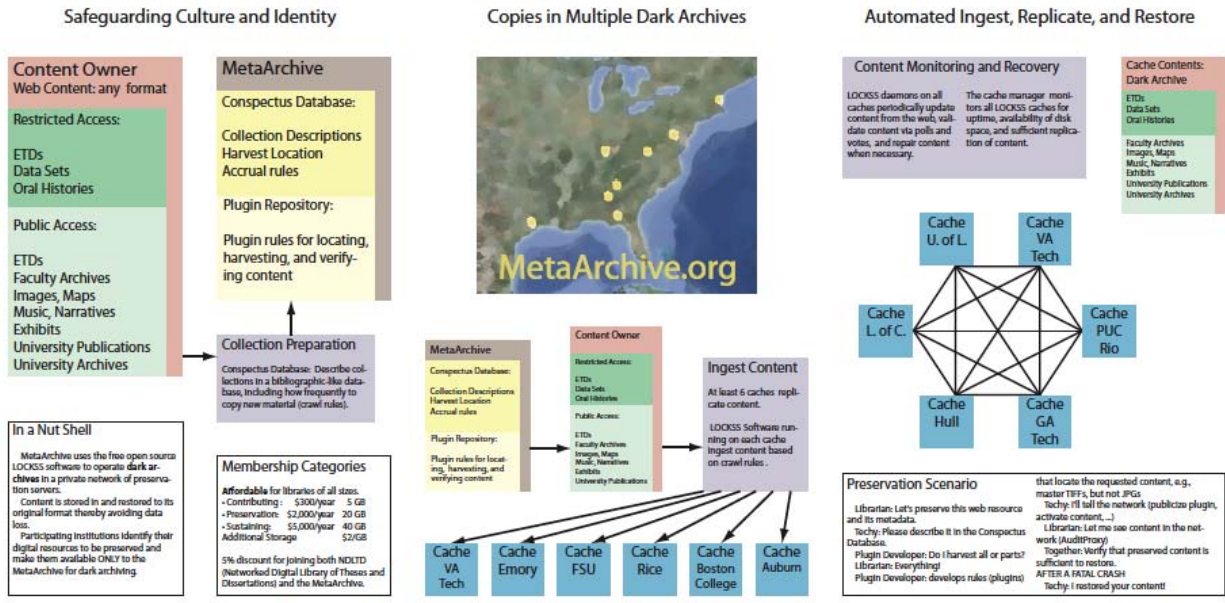 Safeguarding Culture and Identity
Content Owner
Web Content: any format
Restricted Access:
ETDs
Data Sets
Oral Histories
Public Access:
ETDs
Faculty Archives
Images, Maps
Music, Narratives
Exhibits
University Publications
University Archives
MetaArchive
Conspectus Database:
Collection Descriptions
Harvest Location
Accrual rules
Plugin Repository:
Plugin rules for locating,
harvesting, and verify-
ing content
Collection Preparation
Conspectus Database: Describe col-
lections in a bibliographic-like data-
base, including how frequently to
copy new material (crawl rules).
In a Nut Shell
MetaArchive uses the free open source
LOCKSS software to operate dark ar-
chives in a private network of preserva-
tion servers.
Content is stored in and restored to its
original format thereby avoiding data
loss.
Participating institutions identify their
digital resources to be preserved and
make them available ONLY to the
MetaArchive for dark archiving.
Membership Categories
Affordable for libraries of all sizes.
• Contributing : $300/year 5 GB
• Preservation: $2,000/year 20 GB
• Sustaining: $5,000/year 40 GB
Additional Storage $2/GB
5% discount for joining both NDLTD
(Networked Digital Library of Theses and
Dissertations) and the MetaArchive.
Copies in Multiple Dark Archives
MetaArchive.org
MetaArchive
Conspectus Database:
Collection Descriptions
Harvest Location
Accrual rules
Plugin Repository:
Plugin rules for locat-
ing, harvesting, and
verifying content
Content Owner
Restricted Access:
ETDs
Data Sets
Oral Histories
Public Access:
ETDs
Faculty Archives
Images, Maps
Music, Narratives
Exhibits
University Publications
Ingest Content
At least 6 caches repli-
cate content.
LOCKSS Software run-
ning on each cache
ingest content based
on crawl rules .
Cache
VA
Tech
Cache
Emory
Cache
FSU
Cache
Rice
Cache
Boston
College
Cache
Auburn
Automated Ingest, Replicate, and Restore
Content Monitoring and Recovery
LOCKSS daemons on all
caches periodically update
content from the web, vali-
date content via polls and
votes, and repair content
when necessary.
The cache manager moni-
tors all LOCKSS caches for
uptime, availability of disk
space, and sufficient replica-
tion of content.
Cache Contents:
Dark Archive
ETDs
Data Sets
Oral Histories
Faculty Archives
Images, Maps
Music, Narratives
Exhibits
University Publications
University Archives
Cache
U. of L.
Cache
VA
Tech
Cache
L. of C.
Cache
PUC
Rio
Cache
Hull
Cache
GA
Tech
Preservation Scenario
Librarian: Let's preserve this web resource
and its metadata.
Techy: Please describe it in the Conspectus
Database.
Plugin Developer: Do I harvest all or parts?
Librarian: Everything!
Plugin Developer: develops rules (plugins)
that locate the requested content, e.g.,
master TIFFs, but not JPGs
Techy: I'll tell the network (publicize plugin,
activate content, ...)
Librarian: Let me see content in the net-
work (AuditProxy)
Together: Verify that preserved content is
sufficient to restore.
AFTER A FATAL CRASH
Techy: I restored your content!